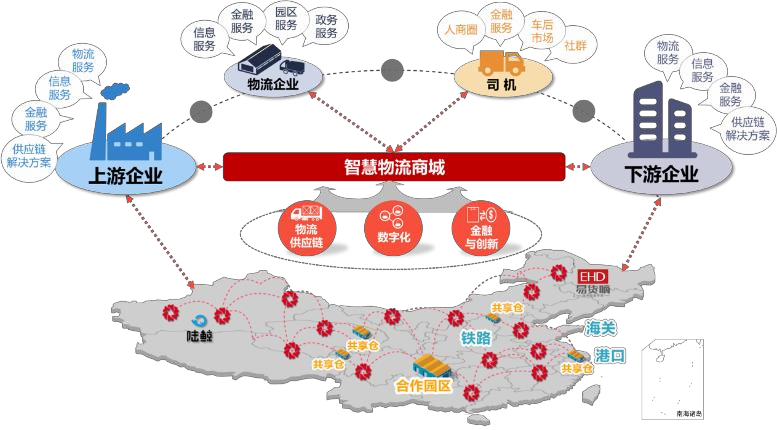 信息
服务
金融
服务
园区
服务
政务
服务
人商圈
金融
服务
车后
市场
社群
物流
服务
信息
服务
金融
服务
供应链
解决方案
物流企业
司机
物流
服务
信息
服务
金融
服务
供应链
解决方案
上游企业
智慧物流商城
下游企业
物流
供应链
数字化
金融
与创新
EHD
易货嘀
陆鲸
共享仓
铁路
海关
港口
共享仓
共享仓
共享仓
合作园区
南海诸岛